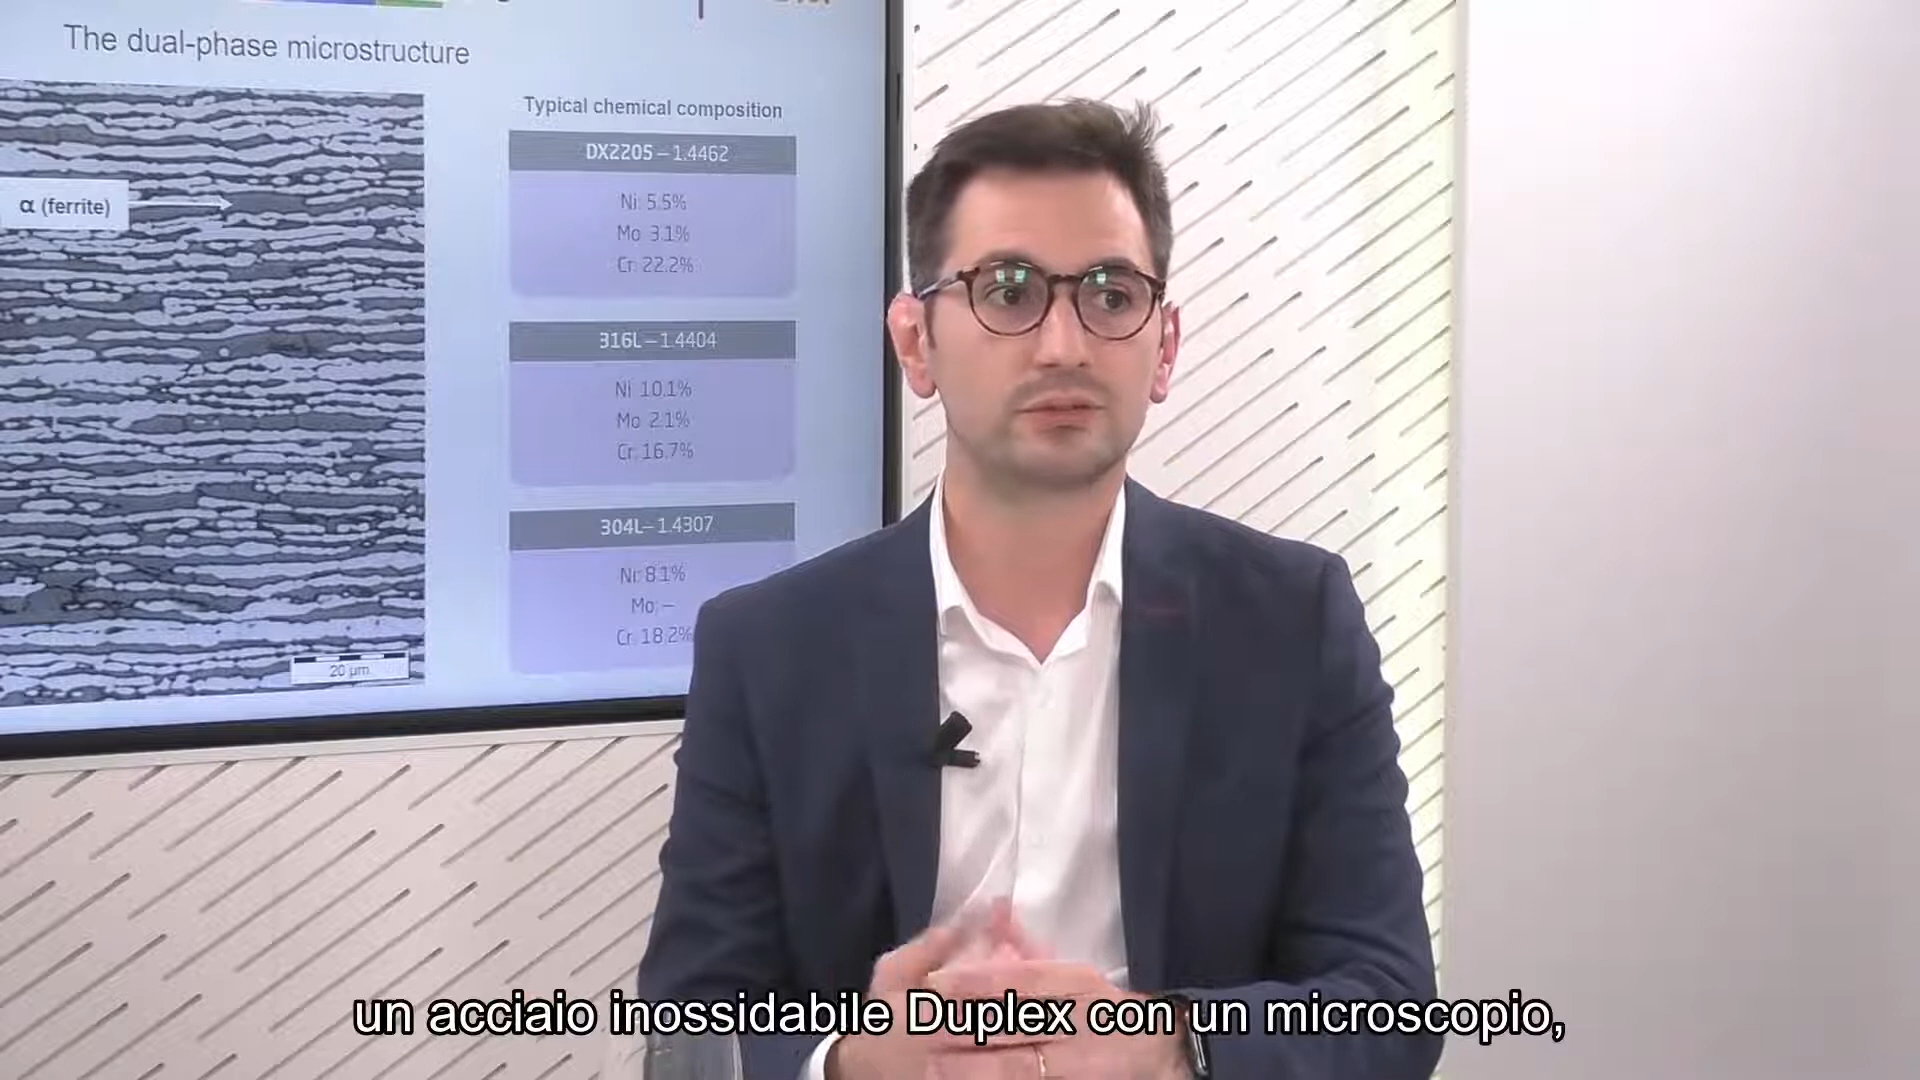 The dual-phase microstructure
Typical chemical composition
DX2205 – 1.4462
Ni: 5.5%
Mo: 3.1%
Cr: 22.2%
α (ferrite)
316L – 1.4404
Ni: 10.1%
Mo: 2.1%
Cr: 16.7%
304L – 1.4307
Ni: 8.1%
Mo: –
Cr: 18.2%
20 µm
un acciaio inossidabile Duplex con un microscopio,